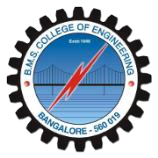 B.M.S. COLLEGE OF ENGINEERING
Estd. 1946
BANGALORE - 560 019